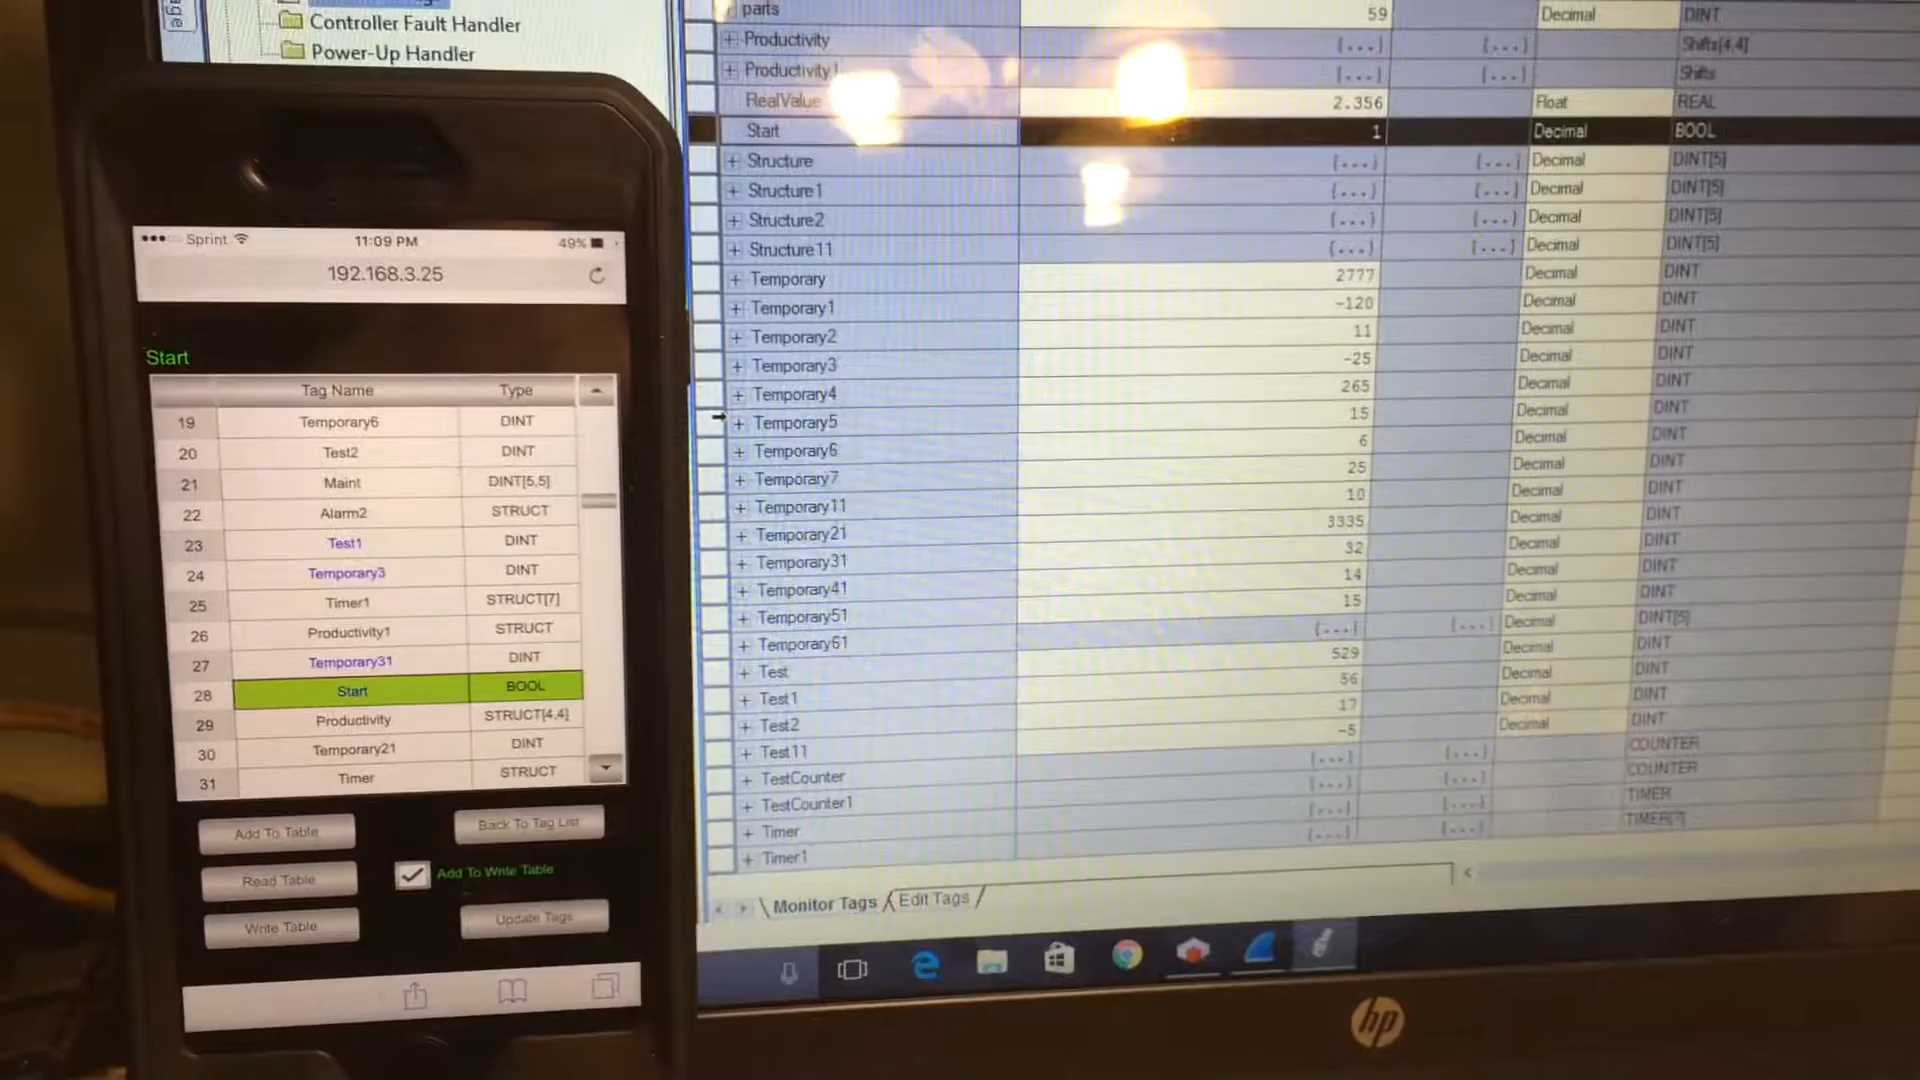 age
Controller Fault Handler
Power-Up Handler
Sprint 11:09 PM 49%
192.168.3.25
Start
Tag Name Type
19 Temporary6 DINT
20 Test2 DINT
21 Maint DINT[5,5]
22 Alarm2 STRUCT
23 Test1 DINT
24 Temporary3 DINT
25 Timer1 STRUCT[7]
26 Productivity1 STRUCT
27 Temporary31 DINT
28 Start BOOL
29 Productivity STRUCT[4,4]
30 Temporary21 DINT
31 Timer STRUCT
Add To Table Back To Tag List
Read Table Add To Write Table
Write Table Update Tags
parts 59 Decimal DINT
+ Productivity {...} {...} Shifts[4,4]
+ Productivity1 {...} {...} Shifts
RealValue 2.356 Float REAL
Start 1 Decimal BOOL
+ Structure {...} {...} Decimal DINT[5]
+ Structure1 {...} {...} Decimal DINT[5]
+ Structure2 {...} {...} Decimal DINT[5]
+ Structure11 {...} {...} Decimal DINT[5]
+ Temporary 2777 Decimal DINT
+ Temporary1 -120 Decimal DINT
+ Temporary2 11 Decimal DINT
+ Temporary3 -25 Decimal DINT
+ Temporary4 265 Decimal DINT
+ Temporary5 15 Decimal DINT
+ Temporary6 6 Decimal DINT
+ Temporary7 25 Decimal DINT
+ Temporary11 10 Decimal DINT
+ Temporary21 3335 Decimal DINT
+ Temporary31 32 Decimal DINT
+ Temporary41 14 Decimal DINT
+ Temporary51 15 Decimal DINT
+ Temporary61 {...} {...} Decimal DINT[5]
+ Test 529 Decimal DINT
+ Test1 56 Decimal DINT
+ Test2 17 Decimal DINT
+ Test11 -5 Decimal DINT
+ TestCounter {...} {...} COUNTER
+ TestCounter1 {...} {...} COUNTER
+ Timer {...} {...} TIMER
+ Timer1 {...} {...} TIMER[7]
Monitor Tags Edit Tags
hp